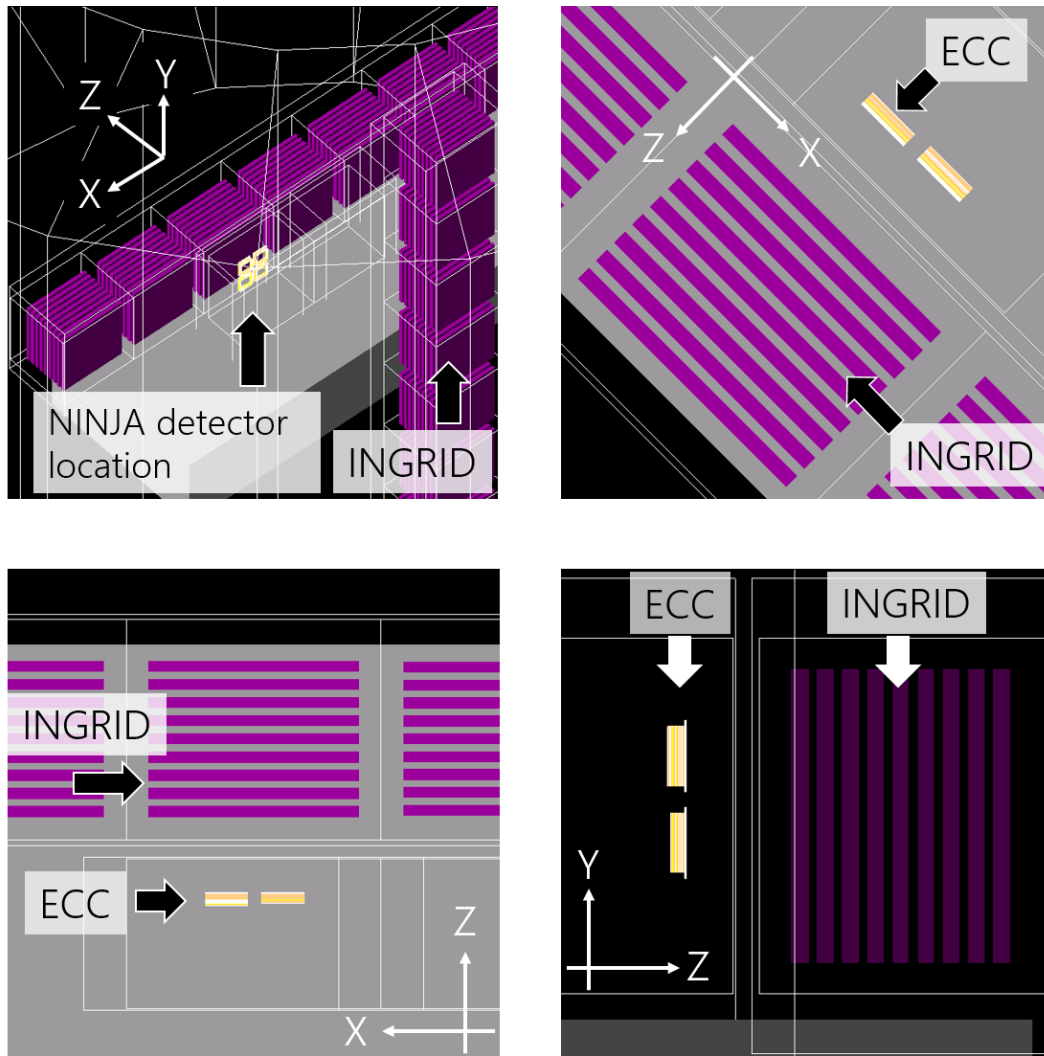 Y
Z
X
NINJA detector
location
INGRID
ECC
Z
X
INGRID
INGRID
ECC
Z
X
ECC
INGRID
Y
Z